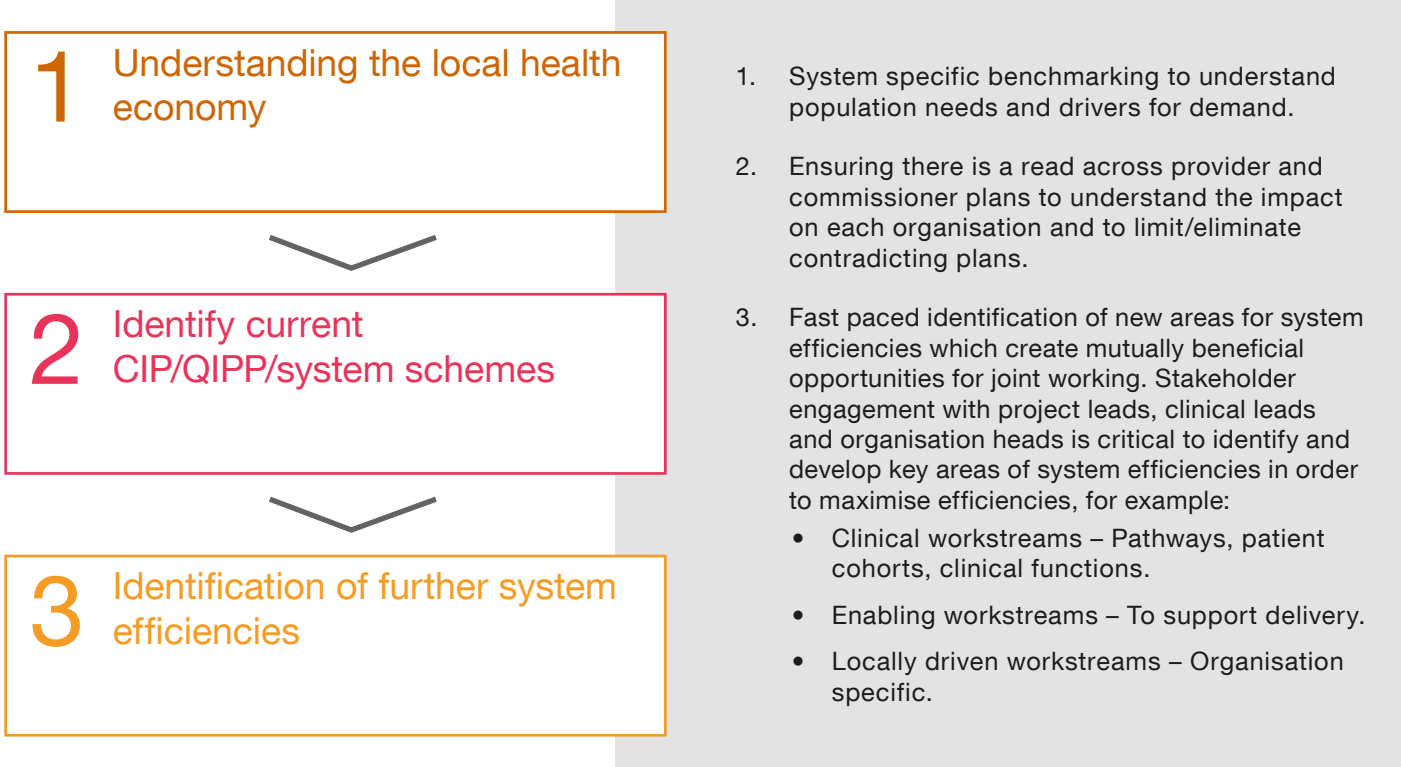 1
Understanding the local health
economy
2
Identify current
CIP/QIPP/system schemes
3
Identification of further system
efficiencies
1. System specific benchmarking to understand
population needs and drivers for demand.
2. Ensuring there is a read across provider and
commissioner plans to understand the impact
on each organisation and to limit/eliminate
contradicting plans.
3. Fast paced identification of new areas for system
efficiencies which create mutually beneficial
opportunities for joint working. Stakeholder
engagement with project leads, clinical leads
and organisation heads is critical to identify and
develop key areas of system efficiencies in order
to maximise efficiencies, for example:
• Clinical workstreams – Pathways, patient
cohorts, clinical functions.
• Enabling workstreams – To support delivery.
• Locally driven workstreams – Organisation
specific.